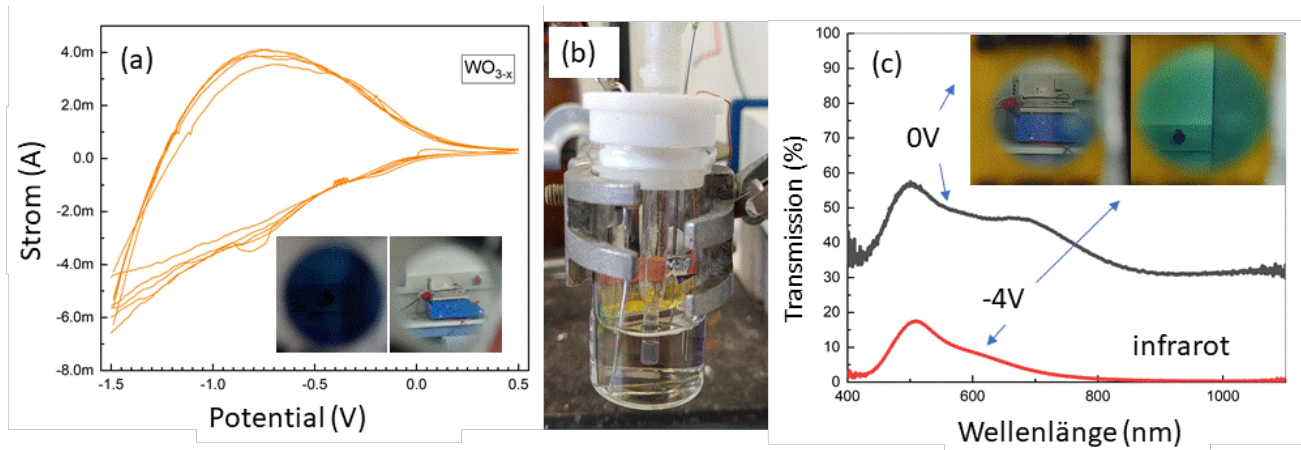 (a)
WO3-x
4.0m
2.0m
0.0
-2.0m
-4.0m
-6.0m
-8.0m
-1.5 -1.0 -0.5 0.0 0.5
Strom (A)
Potential (V)
(b)
(c)
100
90
80
70
60
50
40
30
20
10
0
400 600 800 1000
Transmission (%)
Wellenlänge (nm)
0V
-4V
infrarot